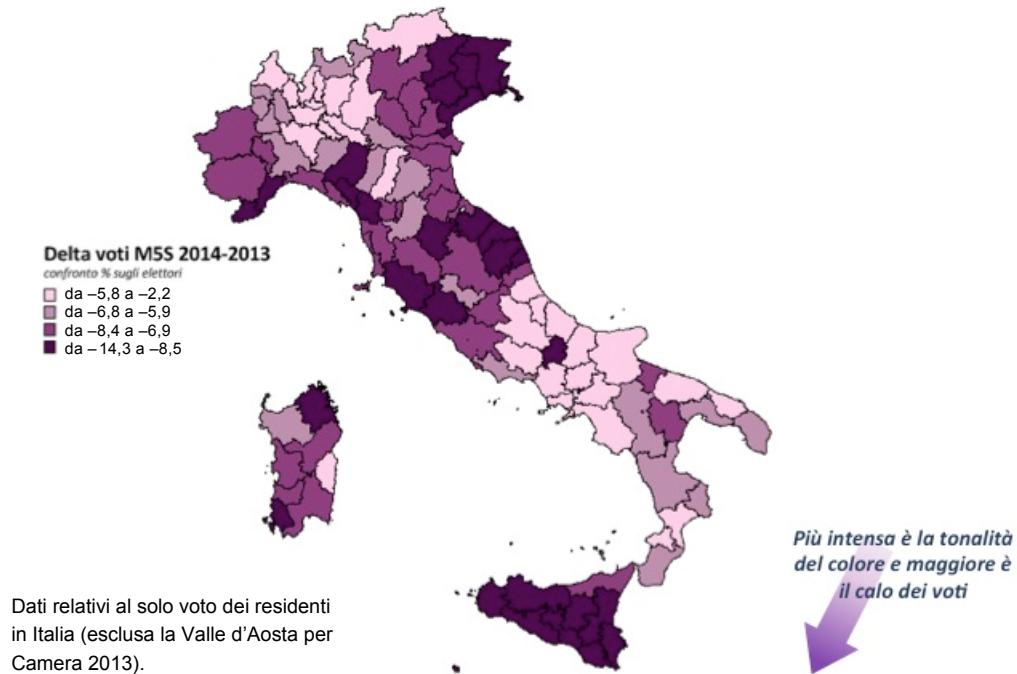 Delta voti M5S 2014-2013
confronto % sugli elettori
da –5,8 a –2,2
da –6,8 a –5,9
da –8,4 a –6,9
da –14,3 a –8,5
Più intensa è la tonalità
del colore e maggiore è
il calo dei voti
Dati relativi al solo voto dei residenti
in Italia (esclusa la Valle d’Aosta per
Camera 2013).